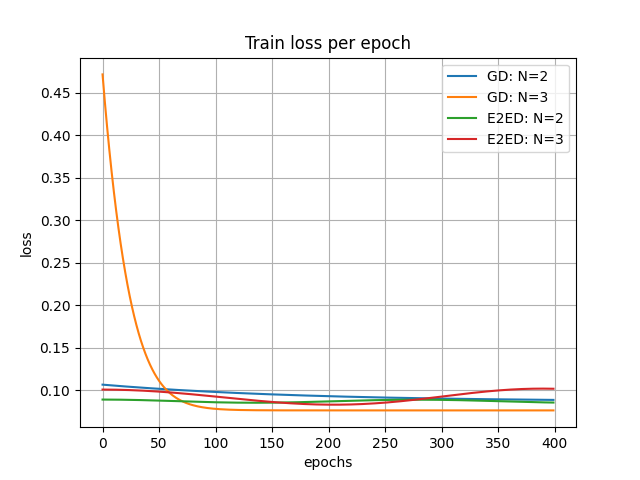 Train loss per epoch
GD: N=2
GD: N=3
E2ED: N=2
E2ED: N=3
0.45
0.40
0.35
0.30
0.25
0.20
0.15
0.10
loss
0 50 100 150 200 250 300 350 400
epochs